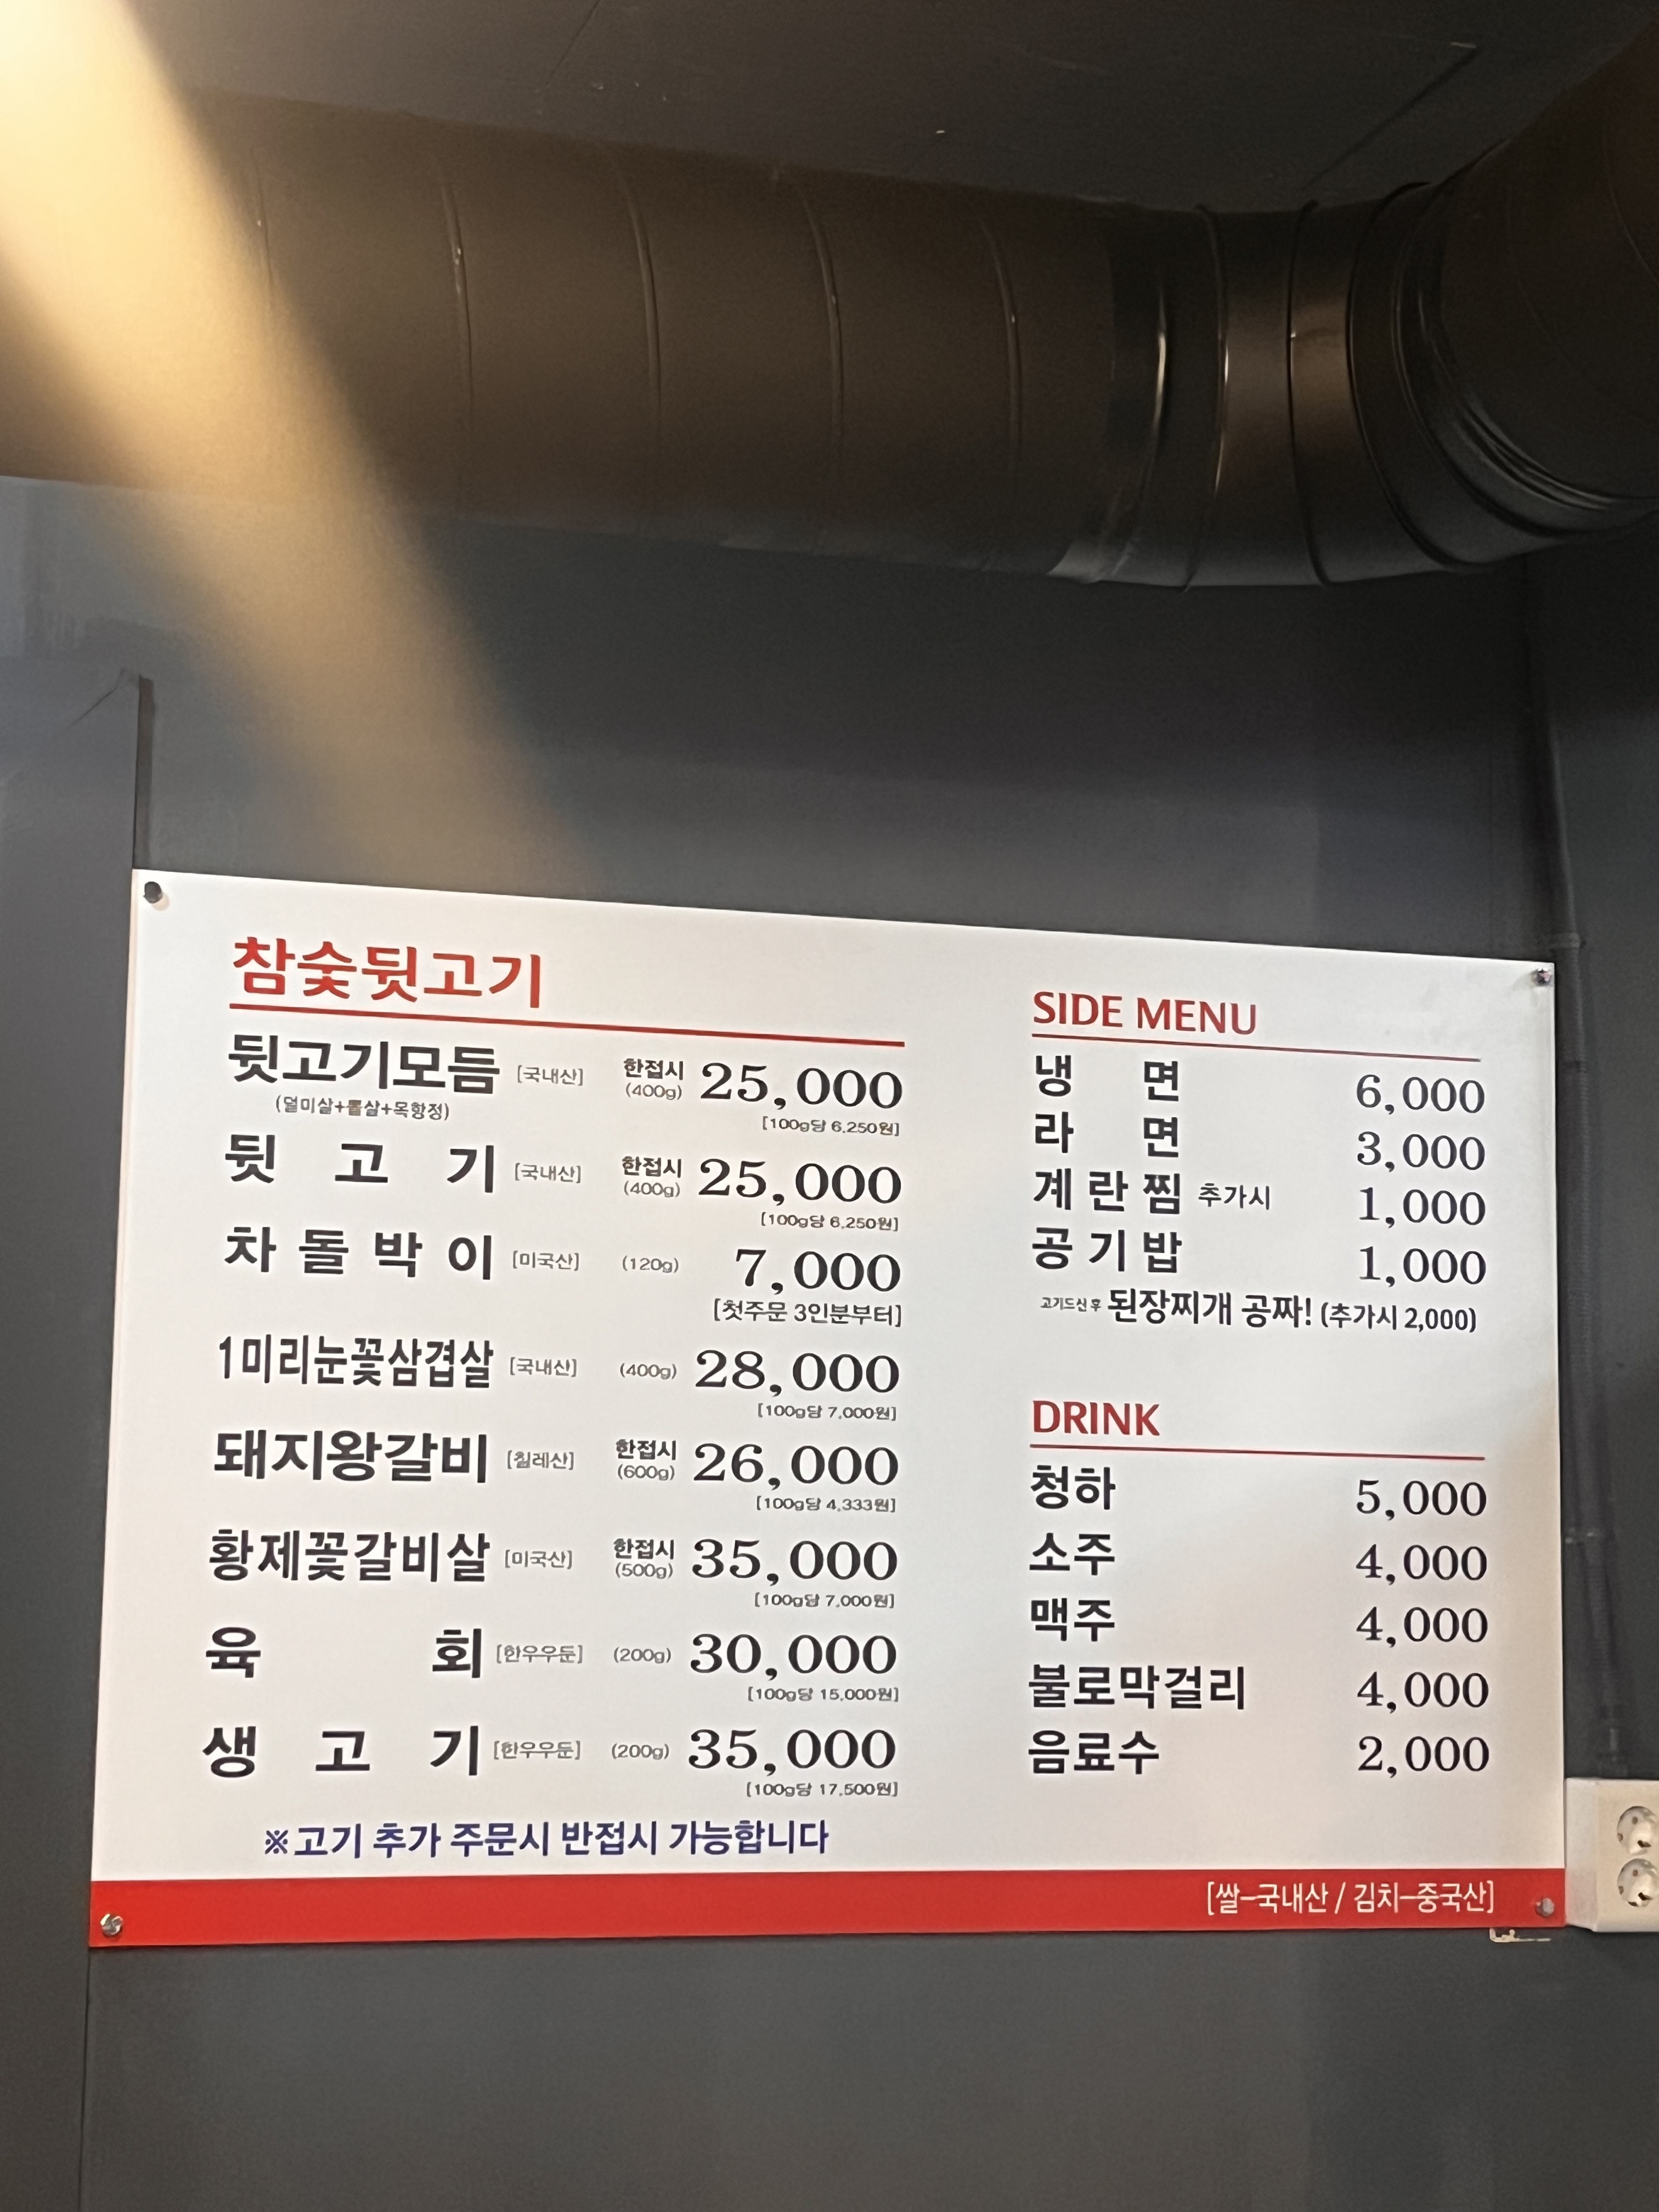 참숯뒷고기
뒷고기모듬 [국내산] 한접시 (400g) 25,000
(덜미살+볼살+목항정)
[100g당 6,250원]
뒷고기 [국내산] 한접시 (400g) 25,000
[100g당 6,250원]
차돌박이 [미국산] (120g) 7,000
[첫주문 3인분부터]
1미리눈꽃삼겹살 [국내산] (400g) 28,000
[100g당 7,000원]
돼지왕갈비 [칠레산] 한접시 (600g) 26,000
[100g당 4,333원]
황제꽃갈비살 [미국산] 한접시 (500g) 35,000
[100g당 7,000원]
육회 [한우우둔] (200g) 30,000
[100g당 15,000원]
생고기 [한우우둔] (200g) 35,000
[100g당 17,500원]
※고기 추가 주문시 반접시 가능합니다
SIDE MENU
냉면 6,000
라면 3,000
계란찜 추가시 1,000
공기밥 1,000
고기드신 후 된장찌개 공짜! (추가시 2,000)
DRINK
청하 5,000
소주 4,000
맥주 4,000
불로막걸리 4,000
음료수 2,000
[쌀-국내산 / 김치-중국산]